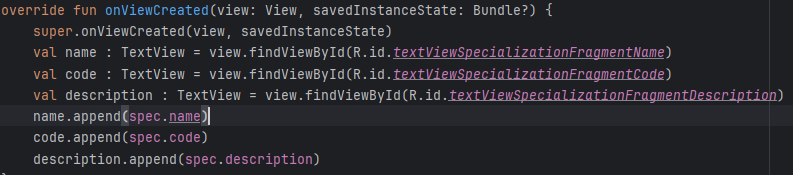 override fun onViewCreated(view: View, savedInstanceState: Bundle?) {
super.onViewCreated(view, savedInstanceState)
val name : TextView = view.findViewById(R.id.textViewSpecializationFragmentName)
val code : TextView = view.findViewById(R.id.textViewSpecializationFragmentCode)
val description : TextView = view.findViewById(R.id.textViewSpecializationFragmentDescription)
name.append(spec.name)
code.append(spec.code)
description.append(spec.description)